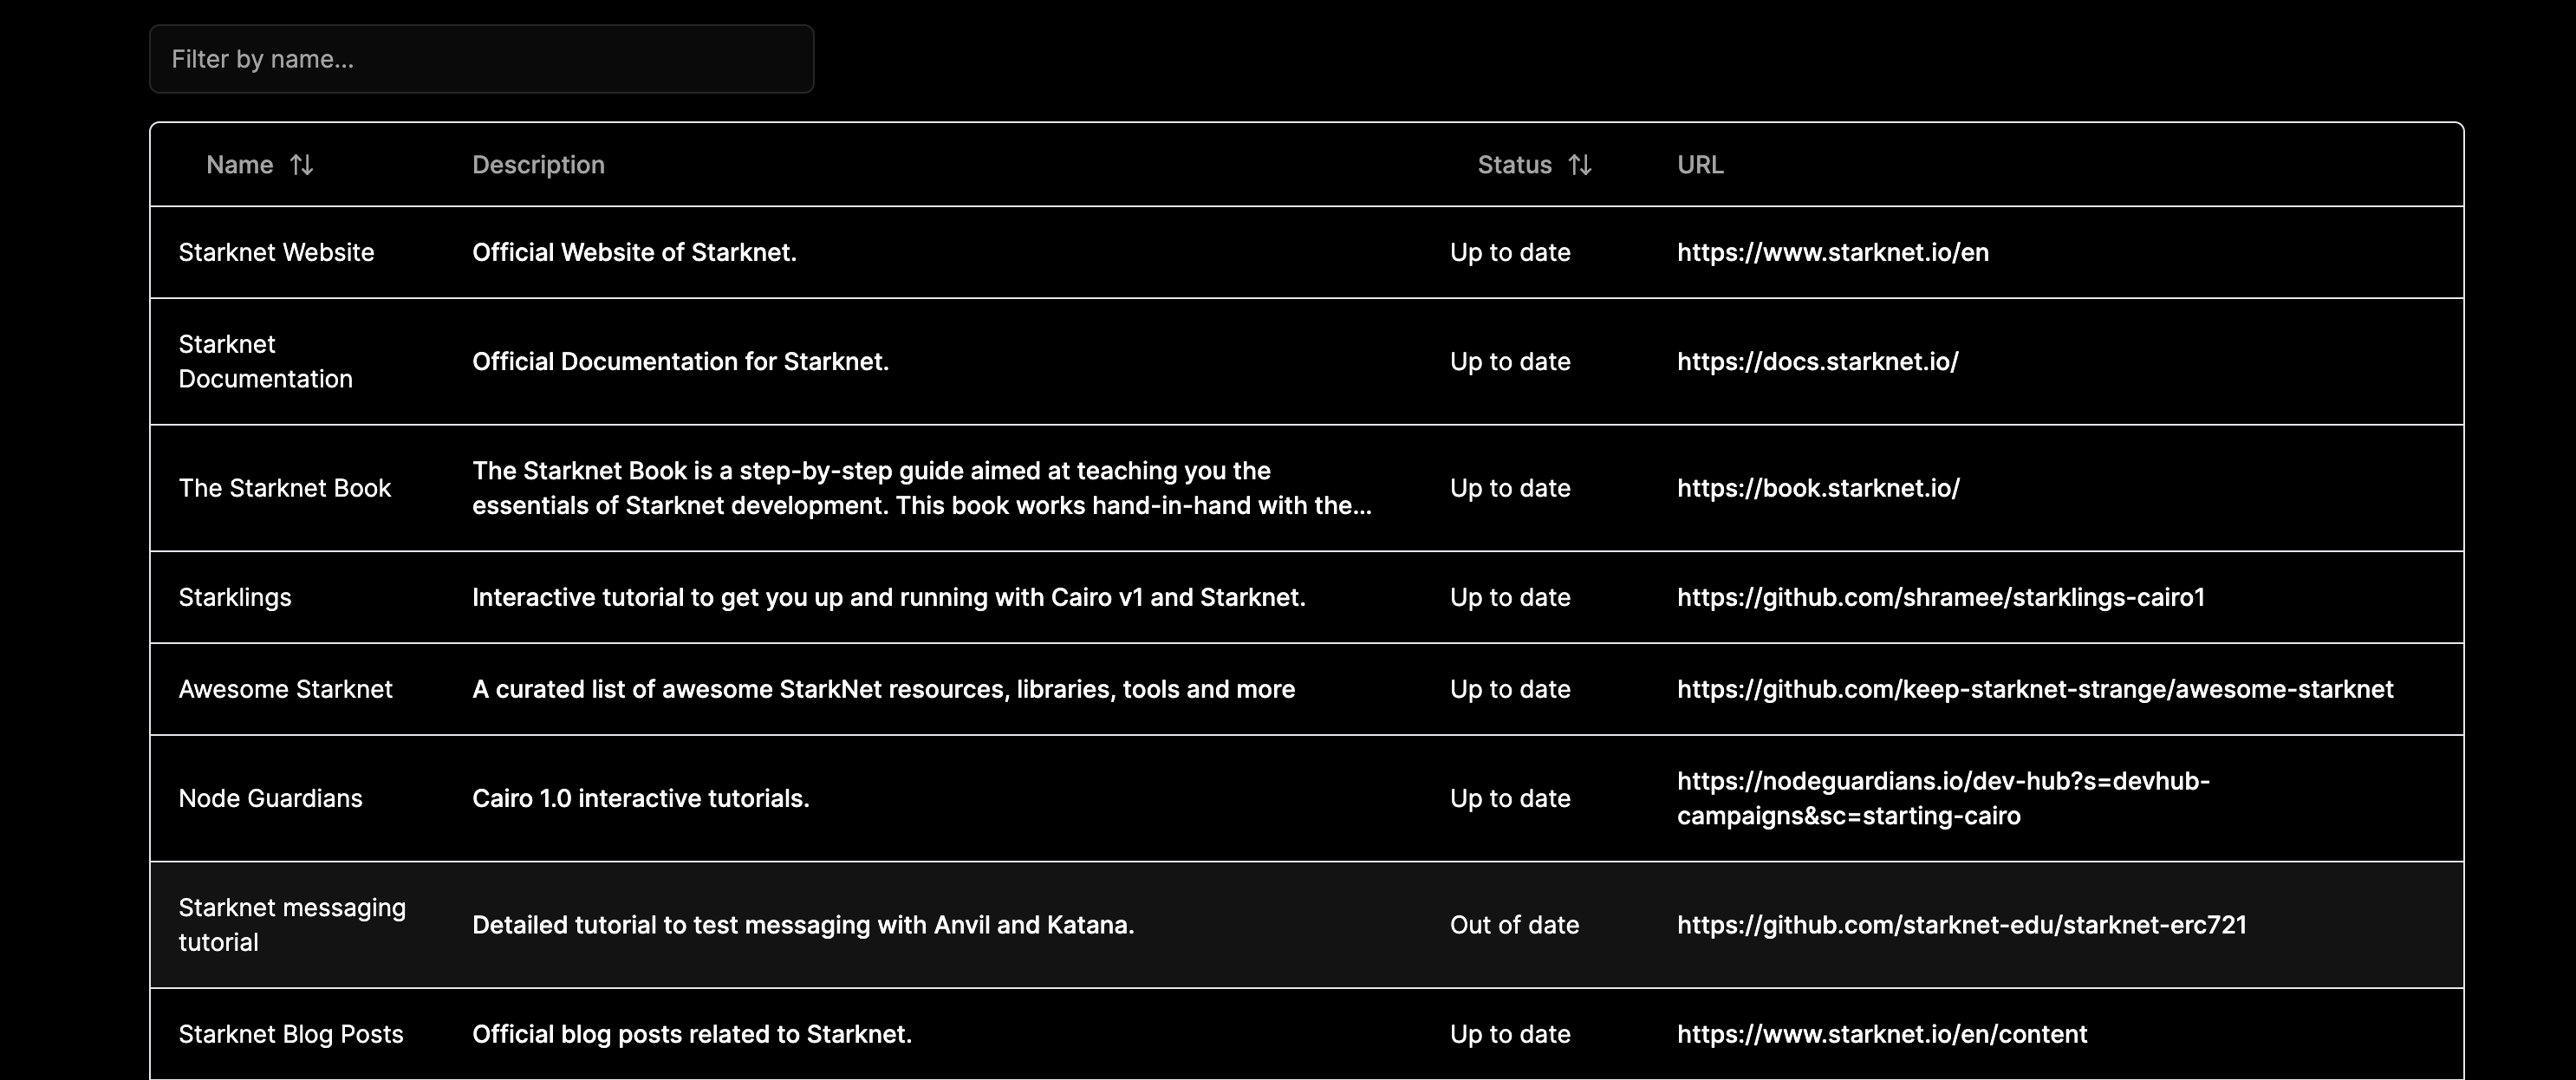 Filter by name...
Name Description Status URL
Starknet Website Official Website of Starknet. Up to date https://www.starknet.io/en
Starknet
Documentation
Official Documentation for Starknet. Up to date https://docs.starknet.io/
The Starknet Book
The Starknet Book is a step-by-step guide aimed at teaching you the
essentials of Starknet development. This book works hand-in-hand with the...
Up to date https://book.starknet.io/
Starklings Interactive tutorial to get you up and running with Cairo v1 and Starknet. Up to date https://github.com/shramee/starklings-cairo1
Awesome Starknet A curated list of awesome StarkNet resources, libraries, tools and more Up to date https://github.com/keep-starknet-strange/awesome-starknet
Node Guardians Cairo 1.0 interactive tutorials. Up to date
https://nodeguardians.io/dev-hub?s=devhub-
campaigns&sc=starting-cairo
Starknet messaging
tutorial
Detailed tutorial to test messaging with Anvil and Katana. Out of date https://github.com/starknet-edu/starknet-erc721
Starknet Blog Posts Official blog posts related to Starknet. Up to date https://www.starknet.io/en/content